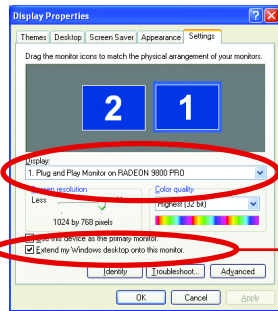 Display Properties
Themes Desktop Screen Saver Appearance Settings
Drag the monitor icons to match the physical arrangement of your monitors.
2 1
Display:
1. Plug and Play Monitor on RADEON 9800 PRO
Screen resolution
Less
1024 by 768 pixels
Color quality
Highest (32 bit)
Use this device as the primary monitor.
Extend my Windows desktop onto this monitor.
Identify Troubleshoot... Advanced
OK Cancel Apply